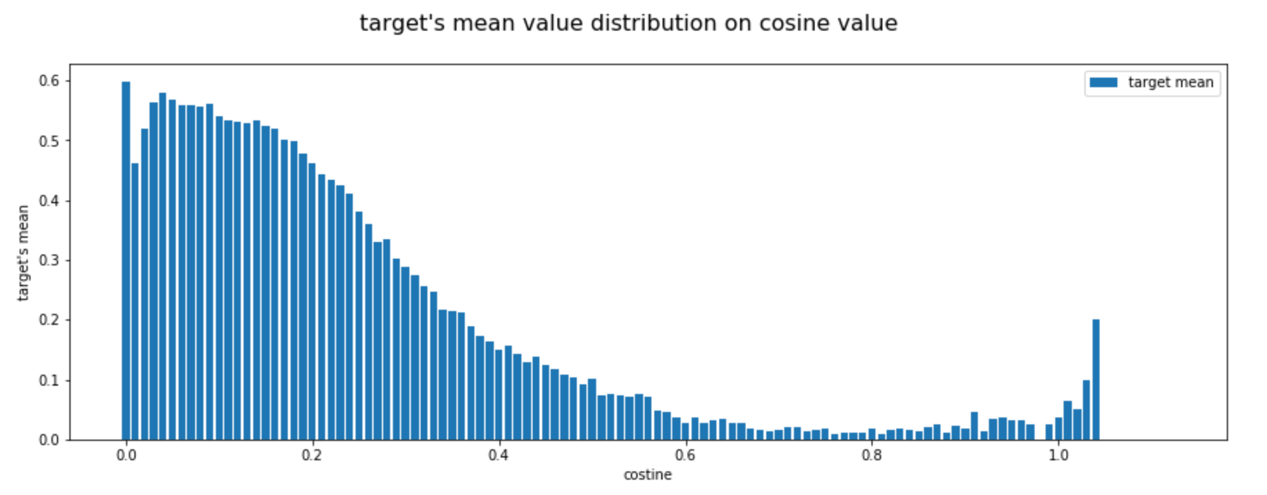 target's mean value distribution on cosine value
target mean
target's mean
0.6
0.5
0.4
0.3
0.2
0.1
0.0
0.0 0.2 0.4 0.6 0.8 1.0
costine